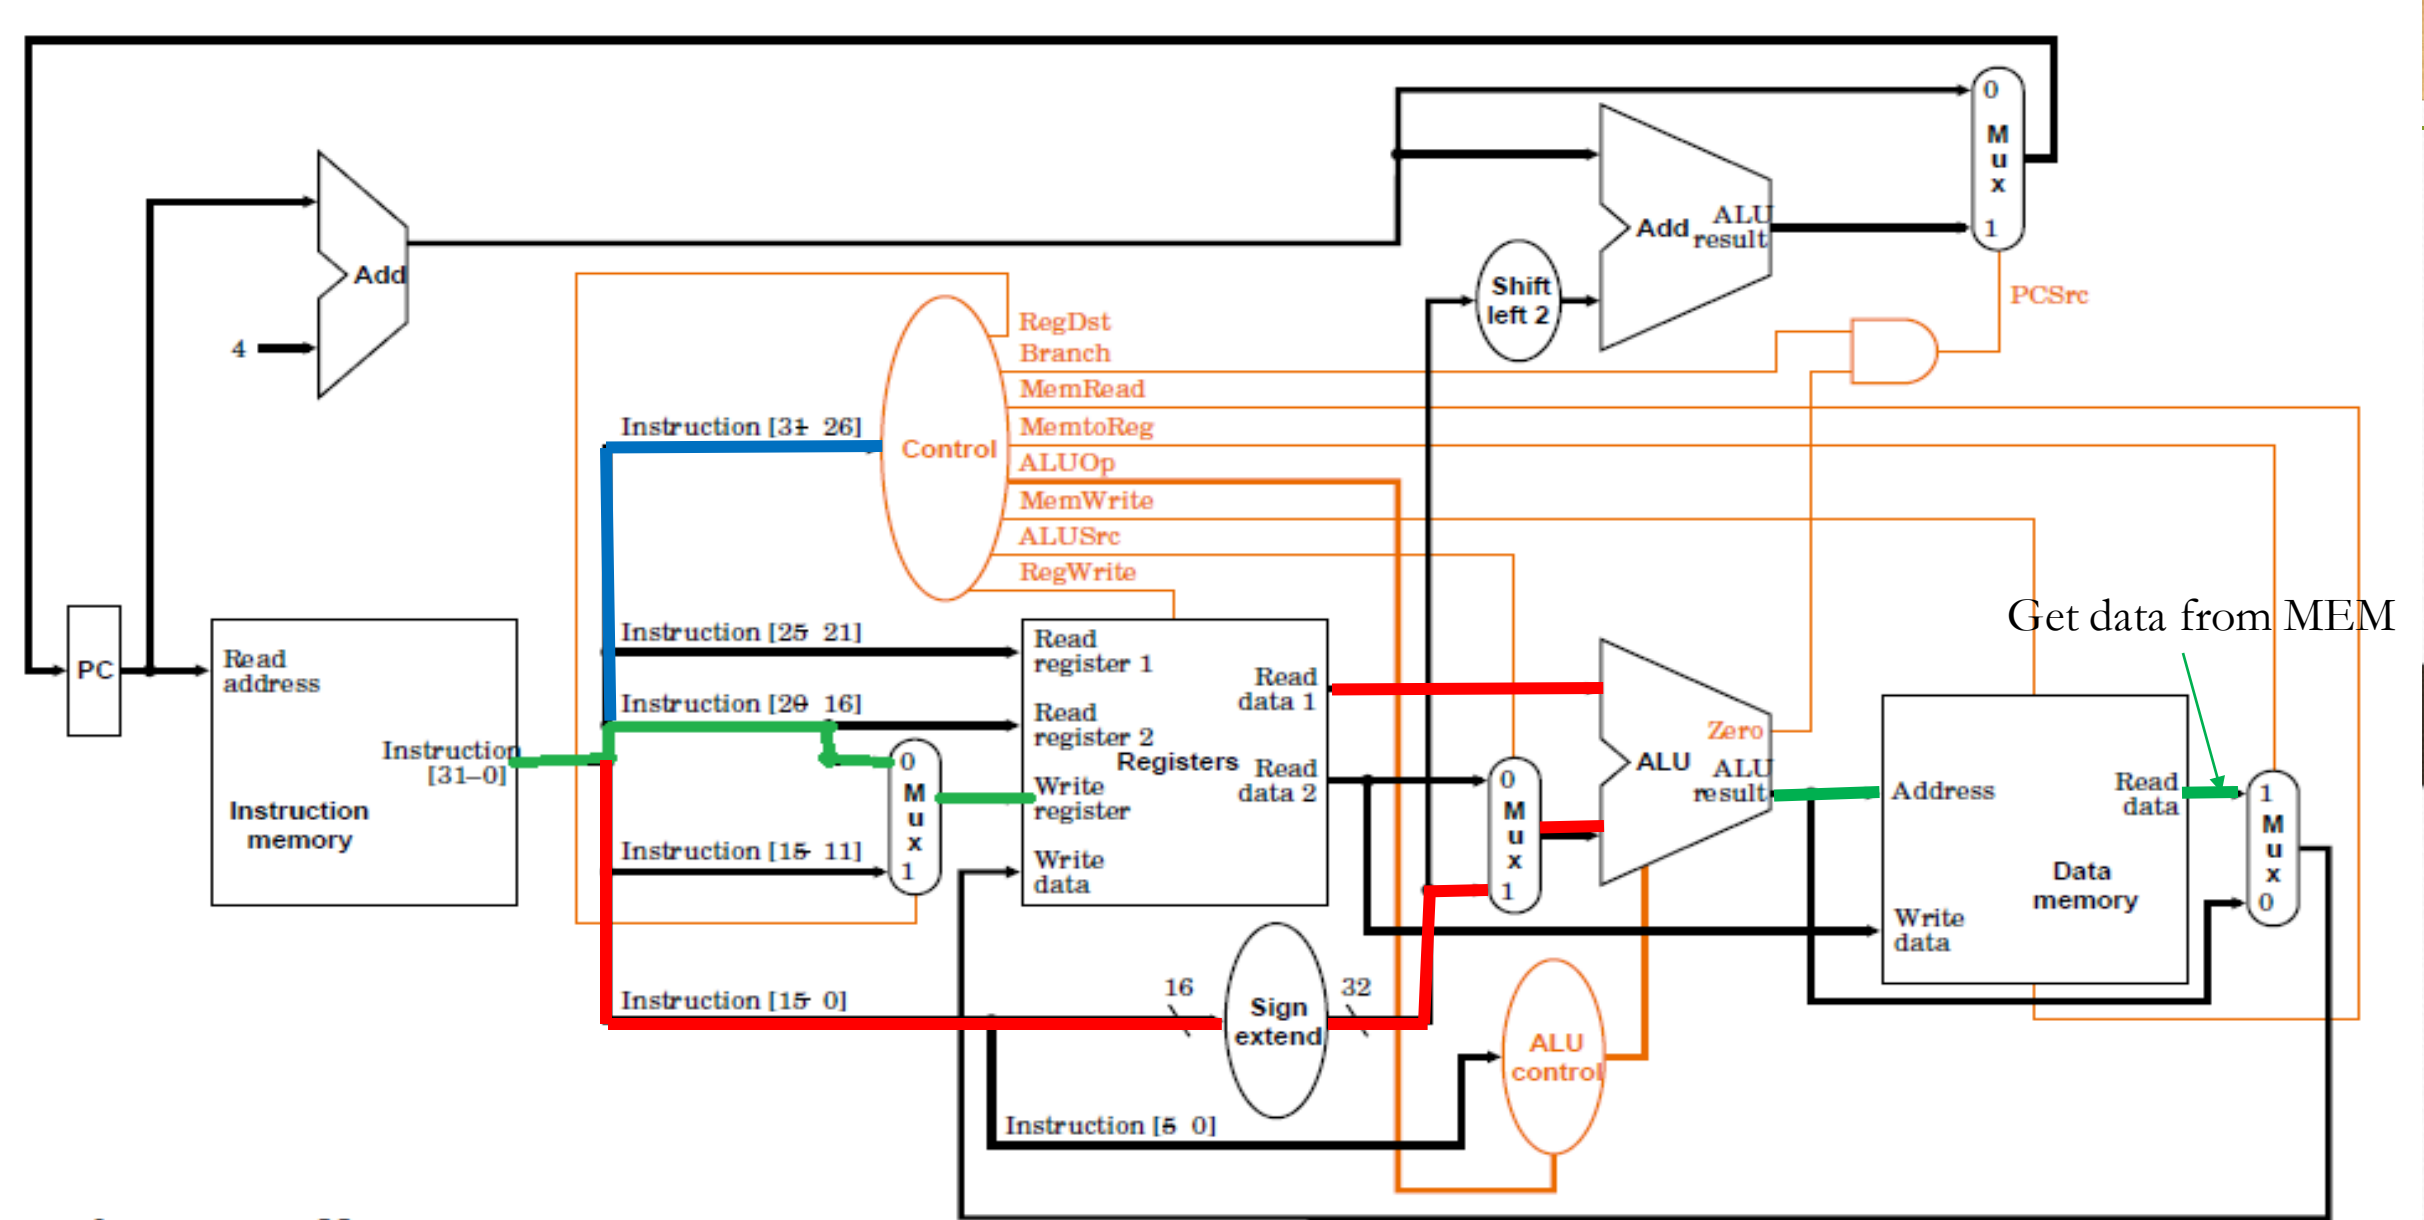 0
M
u
x
1
Add
ALU
result
Add
4
Shift
left 2
PCSrc
RegDst
Branch
MemRead
MemtoReg
ALUOp
MemWrite
ALUSrc
RegWrite
Control
Instruction [31 26]
Get data from MEM
PC
Read
address
Instruction
[31–0]
Instruction
memory
Instruction [25 21]
Instruction [20 16]
Instruction [15 11]
Instruction [15 0]
Instruction [5 0]
0
M
u
x
1
Read
register 1
Read
register 2
Registers
Write
register
Write
data
Read
data 1
Read
data 2
0
M
u
x
1
Zero
ALU
ALU
result
Address
Read
data
Data
memory
Write
data
1
M
u
x
0
16
Sign
extend
32
ALU
control